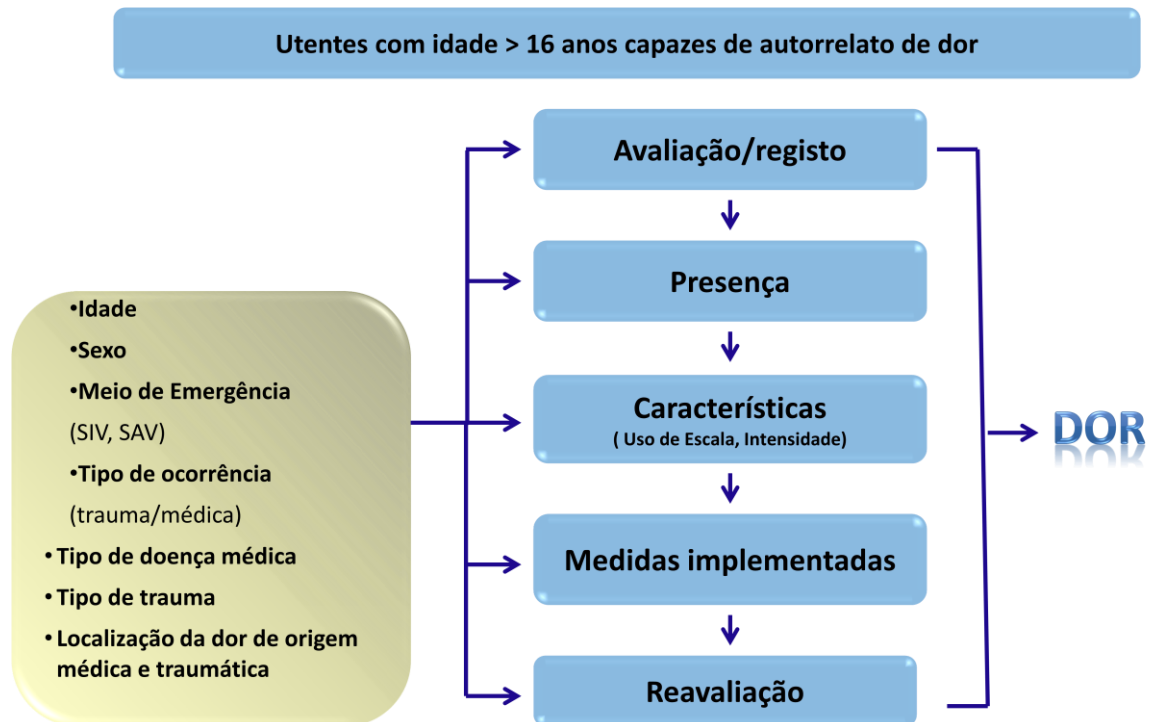 Utentes com idade > 16 anos capazes de autorrelato de dor
Avaliação/registo
Presença
Características
( Uso de Escala, Intensidade)
Medidas implementadas
Reavaliação
•Idade
•Sexo
•Meio de Emergência
(SIV, SAV)
•Tipo de ocorrência
(trauma/médica)
• Tipo de doença médica
• Tipo de trauma
• Localização da dor de origem
médica e traumática
DOR